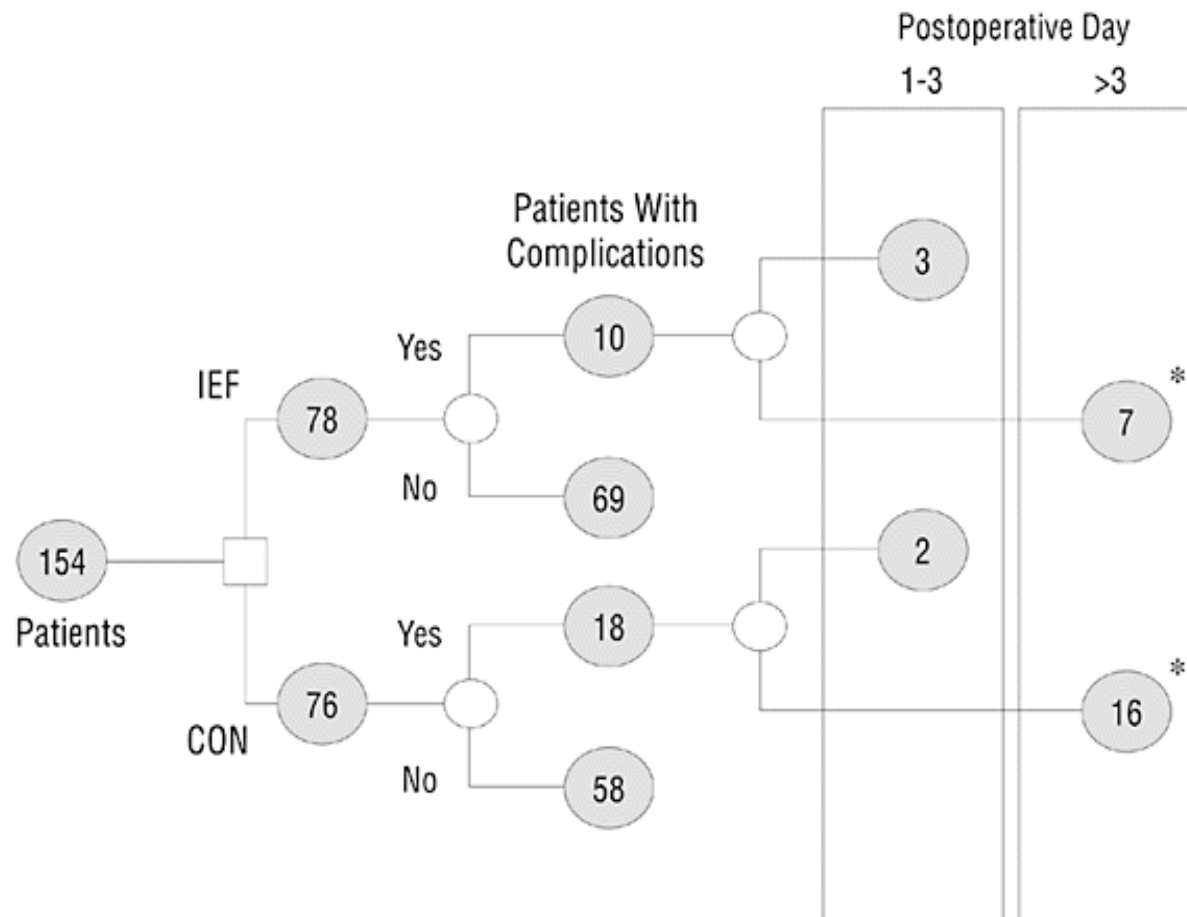 Postoperative Day
1-3 >3
Patients With
Complications
3
Yes
10
IEF
*
78
7
No
69
2
154
Patients
Yes
18
*
76
16
CON
No
58